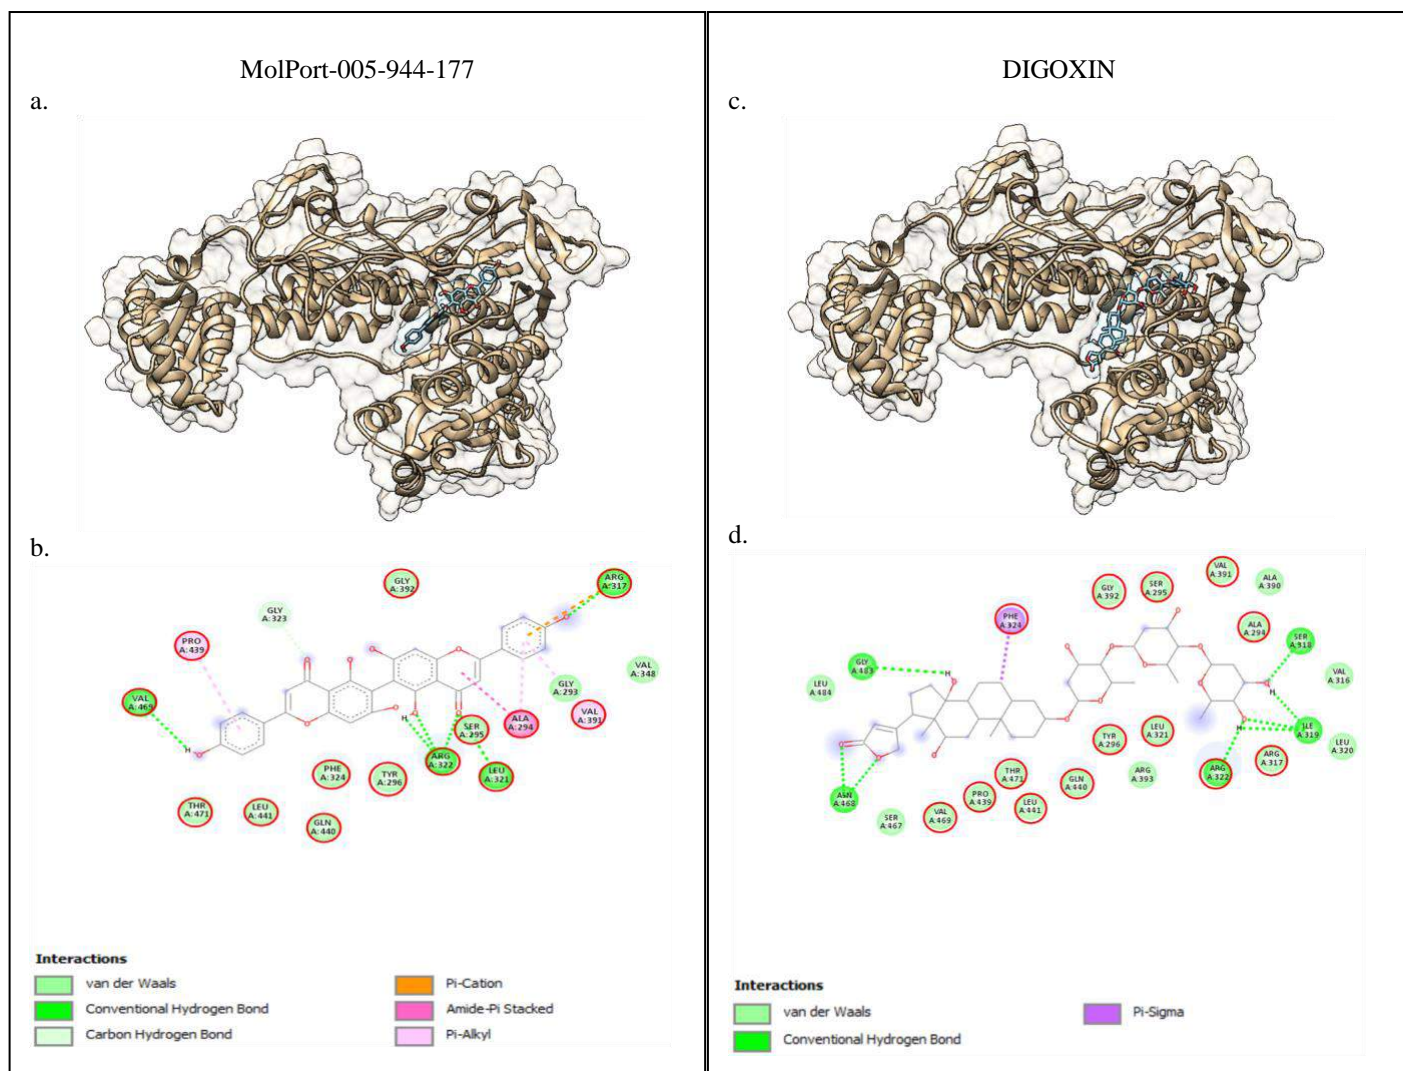 MolPort-005-944-177
a.
b.
GLY
A:392
ARG
A:317
GLY
A:323
PRO
A:439
VAL
A:348
GLY
A:293
VAL
A:391
VAL
A:469
ALA
A:294
SER
A:295
ARG
A:322
LEU
A:321
PHE
A:324
TYR
A:296
THR
A:471
LEU
A:441
GLN
A:440
H
H
Interactions
van der Waals
Conventional Hydrogen Bond
Carbon Hydrogen Bond
Pi-Cation
Amide-Pi Stacked
Pi-Alkyl
DIGOXIN
c.
d.
VAL
A:391
ALA
A:390
GLY
A:392
SER
A:295
PHE
A:324
ALA
A:294
SER
A:318
GLY
A:483
LEU
A:484
VAL
A:316
ILE
A:319
LEU
A:320
TYR
A:296
LEU
A:321
ARG
A:317
ARG
A:322
ARG
A:393
THR
A:471
GLN
A:440
PRO
A:439
LEU
A:441
ASN
A:468
SER
A:467
VAL
A:469
H
H
H
Interactions
van der Waals
Conventional Hydrogen Bond
Pi-Sigma